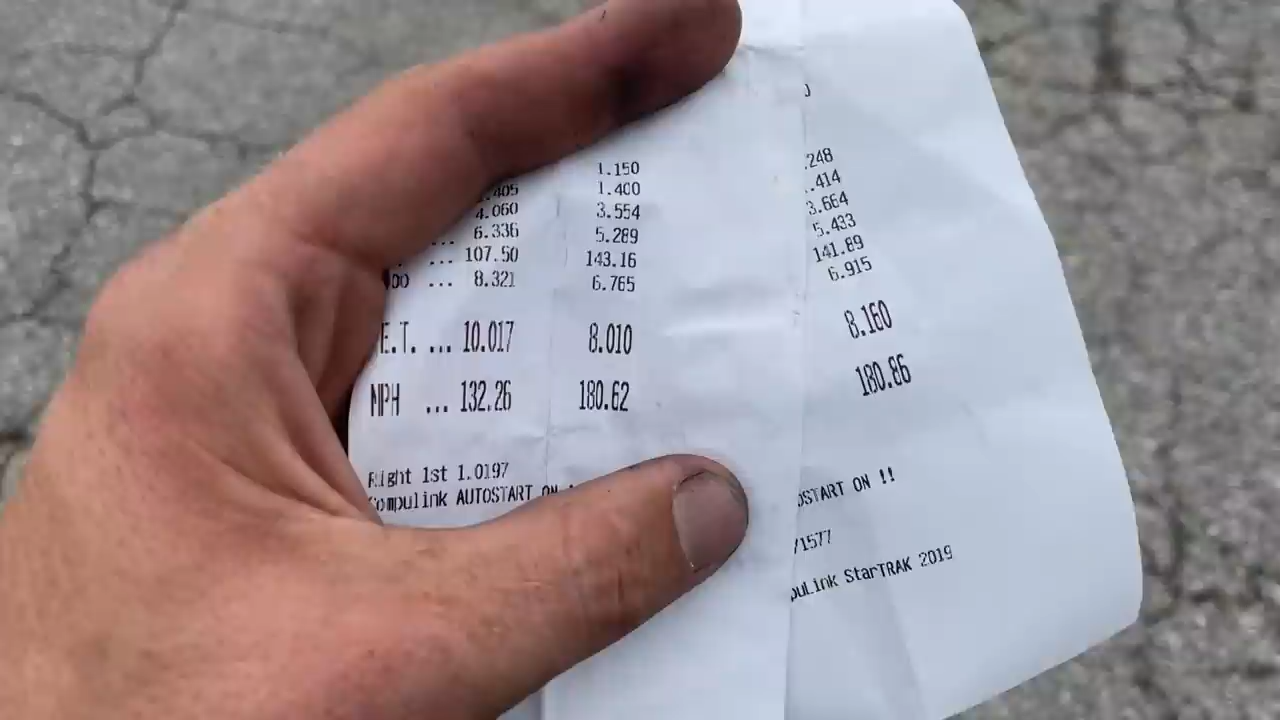 1.150
.405 1.400
4.060 3.554
... 6.336 5.289
... 107.50 143.16
... 8.321 6.765
E.T. ... 10.017 8.010
MPH ... 132.26 180.62
Right 1st 1.0197
Compulink AUTOSTART ON
.248
.414
3.664
5.433
141.89
6.915
8.160
180.86
OSTART ON !!
/1577
puLink StarTRAK 2019